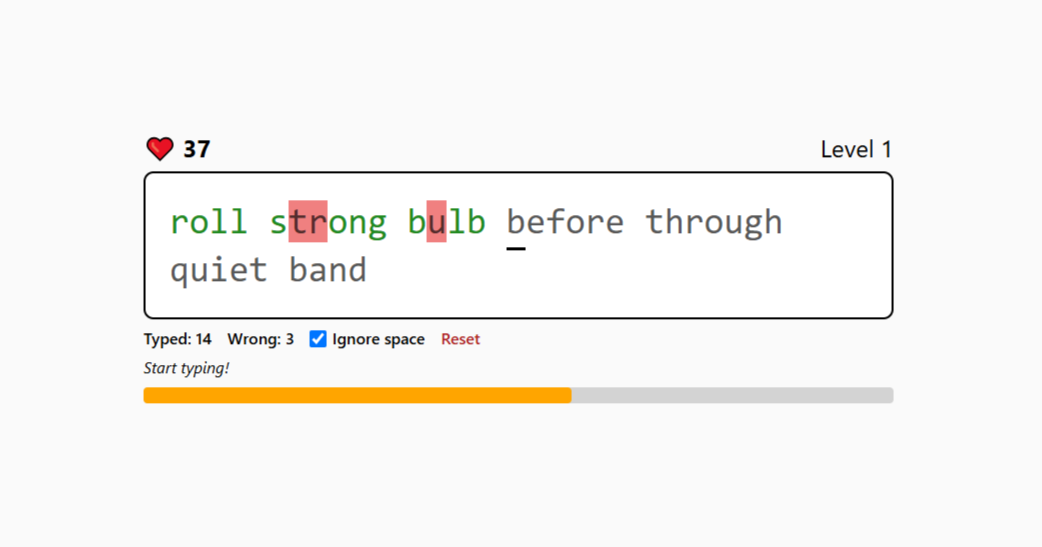 37
Level 1
roll strong bulb before through
quiet band
Typed: 14 Wrong: 3 Ignore space Reset
Start typing!